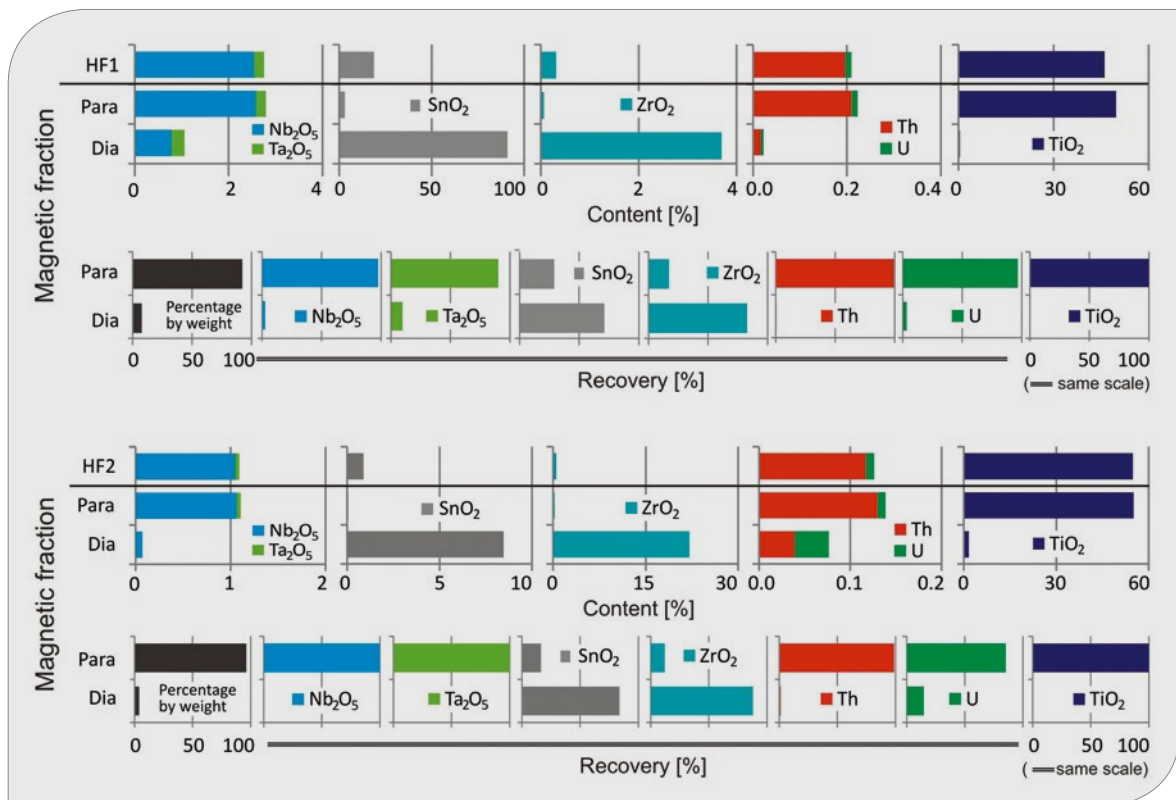 Magnetic fraction
HF1
Para
Dia
Nb₂O₅
Ta₂O₅
SnO₂
ZrO₂
Th
U
TiO₂
0 2 4
0 50 100
0 2 4
0.0 0.2 0.4
0 30 60
Content [%]
Para
Dia
Percentage
by weight
Nb₂O₅
Ta₂O₅
SnO₂
ZrO₂
Th
U
TiO₂
0 50 100
0 50 100
Recovery [%]
( same scale)
Magnetic fraction
HF2
Para
Dia
Nb₂O₅
Ta₂O₅
SnO₂
ZrO₂
Th
U
TiO₂
0 1 2
0 5 10
0 15 30
0.0 0.1 0.2
0 30 60
Content [%]
Para
Dia
Percentage
by weight
Nb₂O₅
Ta₂O₅
SnO₂
ZrO₂
Th
U
TiO₂
0 50 100
0 50 100
Recovery [%]
( same scale)